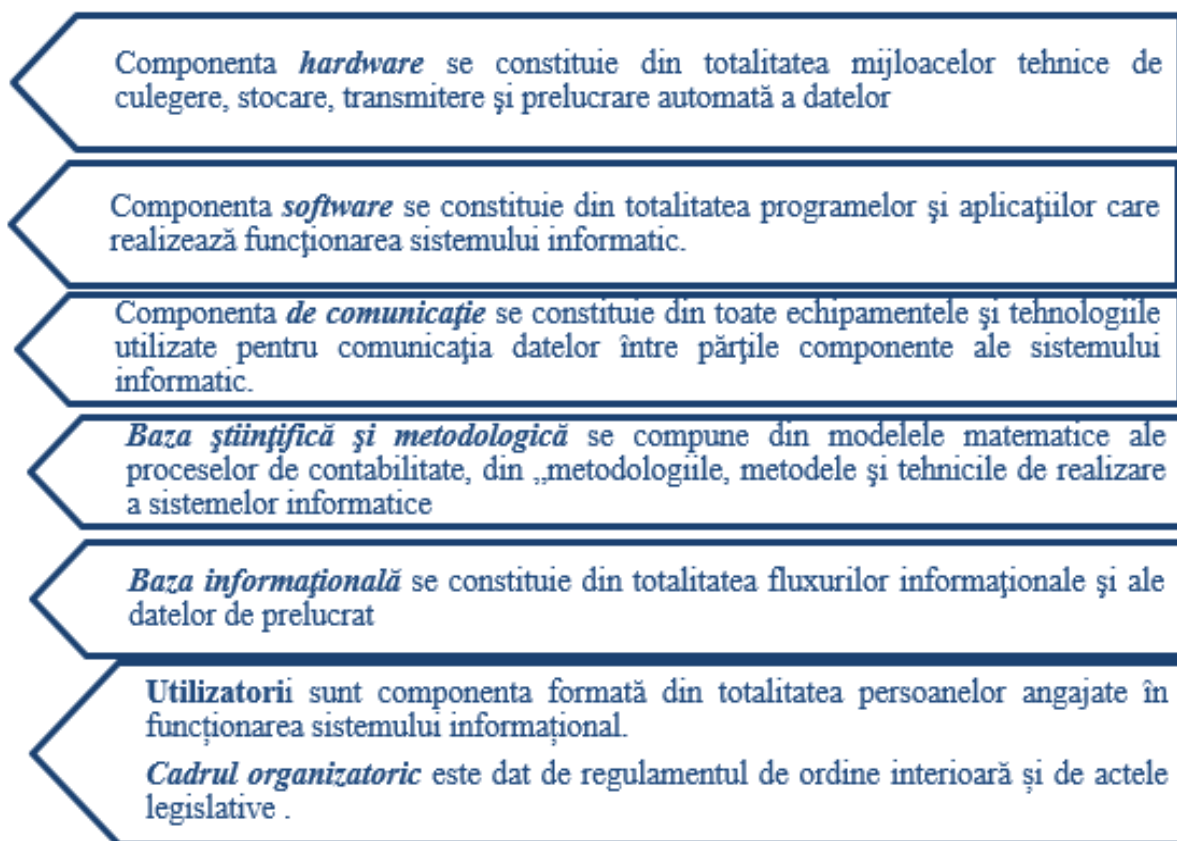 Componenta hardware se constituie din totalitatea mijloacelor tehnice de
culegere, stocare, transmitere şi prelucrare automată a datelor
Componenta software se constituie din totalitatea programelor şi aplicaţiilor care
realizează funcţionarea sistemului informatic.
Componenta de comunicaţie se constituie din toate echipamentele şi tehnologiile
utilizate pentru comunicaţia datelor între părţile componente ale sistemului
informatic.
Baza ştiinţifică şi metodologică se compune din modelele matematice ale
proceselor de contabilitate, din „metodologiile, metodele şi tehnicile de realizare
a sistemelor informatice
Baza informaţională se constituie din totalitatea fluxurilor informaţionale şi ale
datelor de prelucrat
Utilizatorii sunt componenta formată din totalitatea persoanelor angajate în
funcționarea sistemului informațional.
Cadrul organizatoric este dat de regulamentul de ordine interioară și de actele
legislative .